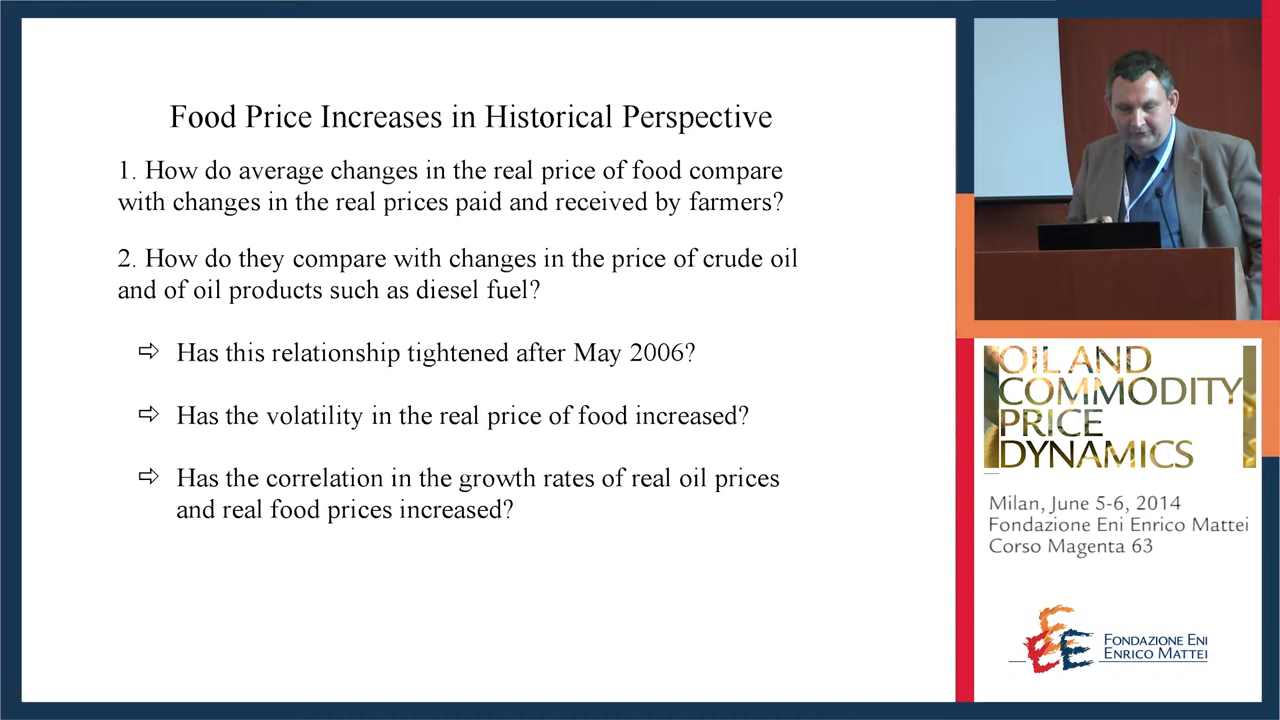 Food Price Increases in Historical Perspective
1. How do average changes in the real price of food compare
with changes in the real prices paid and received by farmers?
2. How do they compare with changes in the price of crude oil
and of oil products such as diesel fuel?
⇨ Has this relationship tightened after May 2006?
⇨ Has the volatility in the real price of food increased?
⇨ Has the correlation in the growth rates of real oil prices
and real food prices increased?
OIL AND
COMMODITY
PRICE
DYNAMICS
Milan, June 5-6, 2014
Fondazione Eni Enrico Mattei
Corso Magenta 63
FONDAZIONE ENI
ENRICO MATTEI